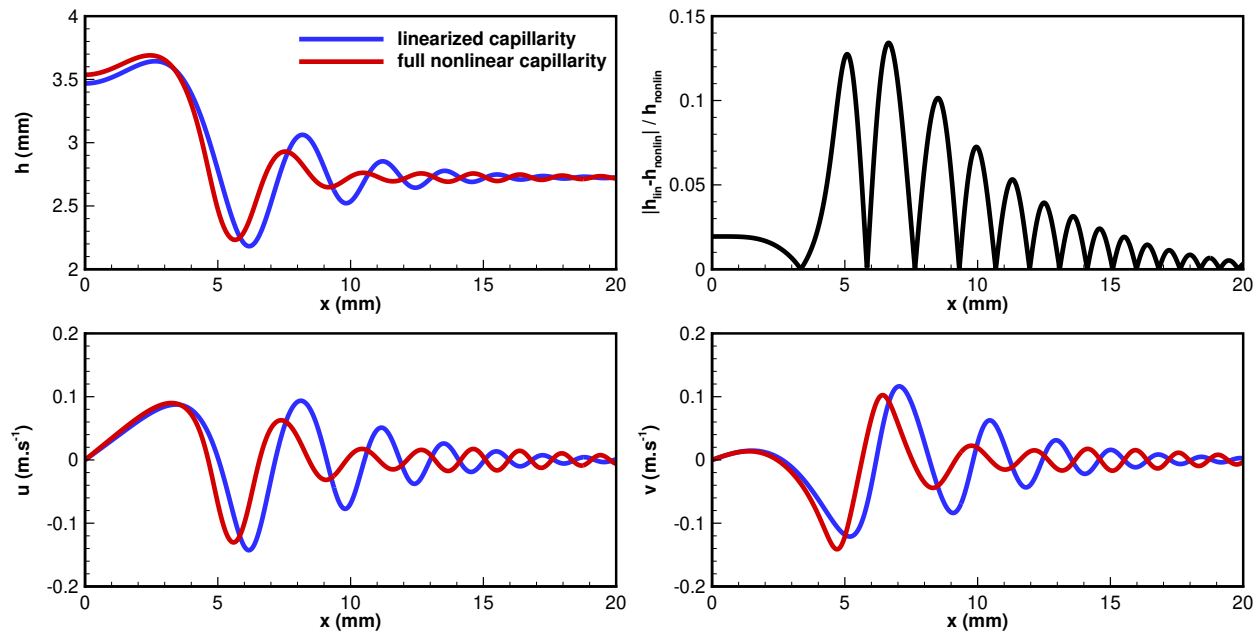 h (mm)
4
3.5
3
2.5
2
linearized capillarity
full nonlinear capillarity
0 5 10 15 20
x (mm)
|h_lin-h_nonlin| / h_nonlin
0.15
0.1
0.05
0
0 5 10 15 20
x (mm)
u (m.s⁻¹)
0.2
0.1
0
-0.1
-0.2
0 5 10 15 20
x (mm)
v (m.s⁻¹)
0.2
0.1
0
-0.1
-0.2
0 5 10 15 20
x (mm)